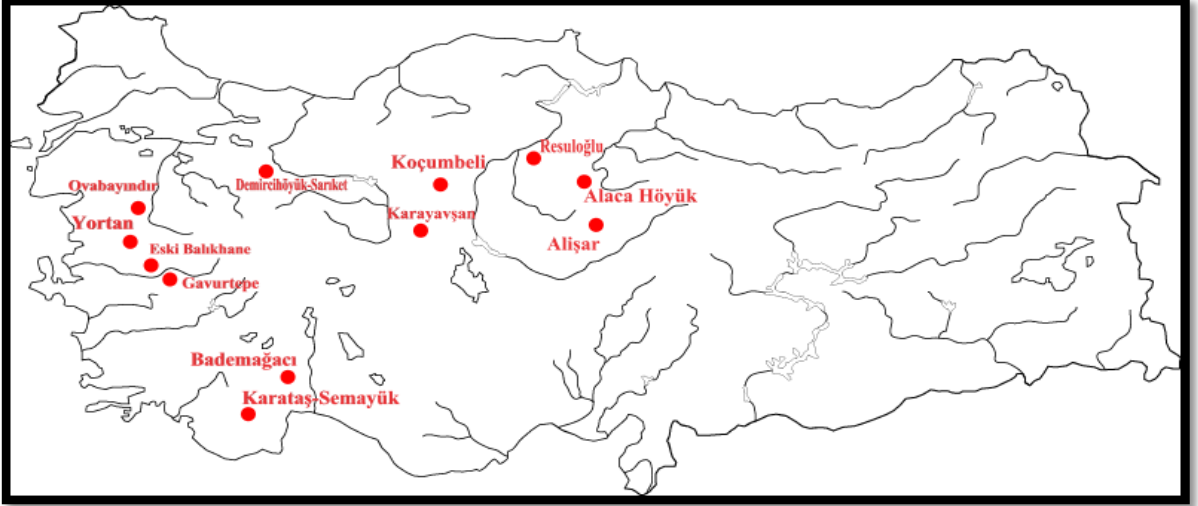 Resuloğlu
Koçumbeli
Demircihöyük-Sarıket
Ovabayındır
Alaca Höyük
Karayavşan
Yortan
Alişar
Eski Balıkhane
Gavurtepe
Bademağacı
Karataş-Semayük